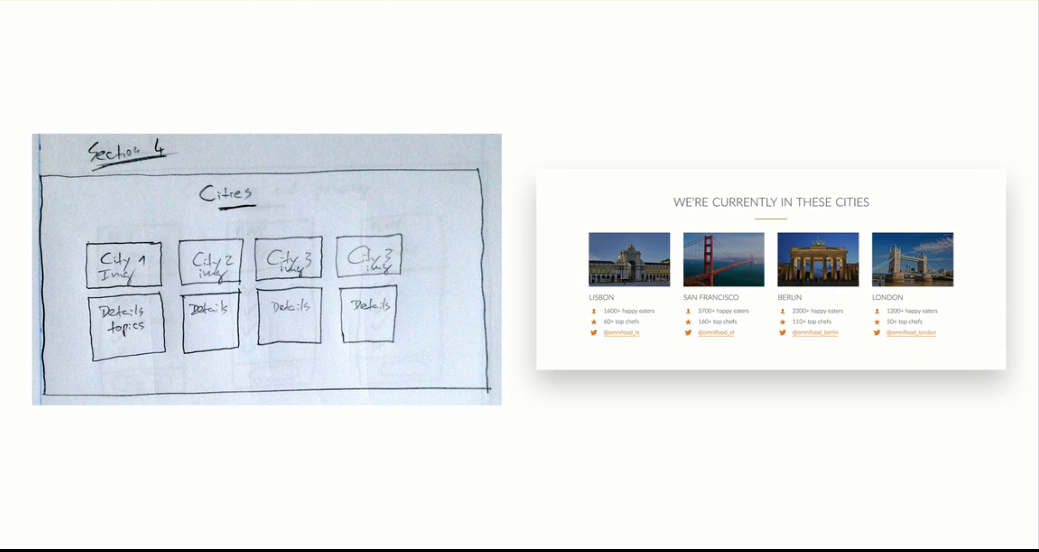 Section 4
Cities
City 1
Img
City 2
img
City 3
img
City 3
img
Details
topics
Details
Details
Details
WE'RE CURRENTLY IN THESE CITIES
LISBON
1600+ happy eaters
60+ top chefs
@omnifood_lx
SAN FRANCISCO
3700+ happy eaters
160+ top chefs
@omnifood_sf
BERLIN
2300+ happy eaters
110+ top chefs
@omnifood_berlin
LONDON
1200+ happy eaters
50+ top chefs
@omnifood_london